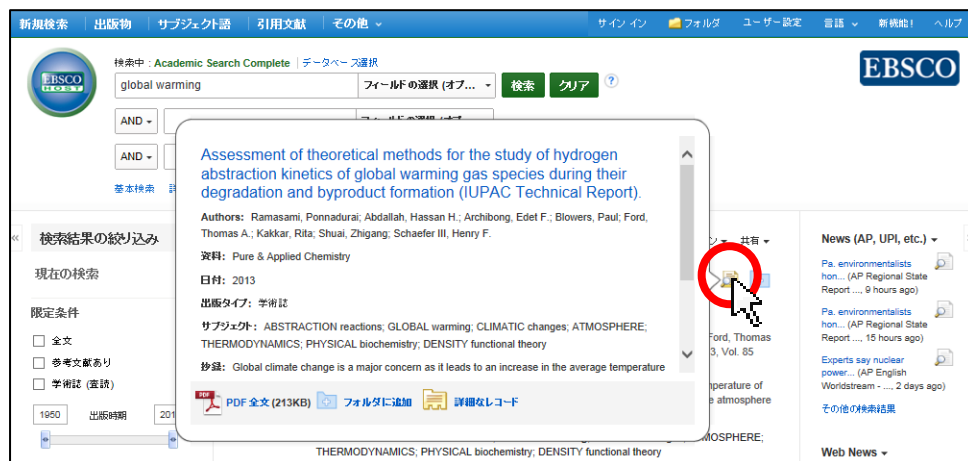 新規検索 出版物 サブジェクト語 引用文献 その他 サイン イン フォルダ ユーザー設定 言語 新機能! ヘルプ
検索中 : Academic Search Complete データベース選択
EBSCO
HOST
global warming フィールドの選択 (オプ... 検索 クリア ?
EBSCO
AND
AND
基本検索
Assessment of theoretical methods for the study of hydrogen
abstraction kinetics of global warming gas species during their
degradation and byproduct formation (IUPAC Technical Report).
Authors: Ramasami, Ponnadurai; Abdallah, Hassan H.; Archibong, Edet F.; Blowers, Paul; Ford,
Thomas A.; Kakkar, Rita; Shuai, Zhigang; Schaefer III, Henry F.
資料: Pure & Applied Chemistry
日付: 2013
出版タイプ: 学術誌
サブジェクト: ABSTRACTION reactions; GLOBAL warming; CLIMATIC changes; ATMOSPHERE;
THERMODYNAMICS; PHYSICAL biochemistry; DENSITY functional theory
抄録: Global climate change is a major concern as it leads to an increase in the average temperature
PDF PDF 全文 (213KB) フォルダに追加 詳細なレコード
検索結果の絞り込み
現在の検索
限定条件
全文
参考文献あり
学術誌 (査読)
1950 出版時期 201
共有
Ford, Thomas
3, Vol. 85
nperature of
e atmosphere
MOSPHERE;
THERMODYNAMICS; PHYSICAL biochemistry; DENSITY functional theory
News (AP, UPI, etc.)
Pa. environmentalists
hon... (AP Regional State
Report ..., 9 hours ago)
Pa. environmentalists
hon... (AP Regional State
Report ..., 15 hours ago)
Experts say nuclear
power... (AP English
Worldstream - ..., 2 days ago)
その他の検索結果
Web News